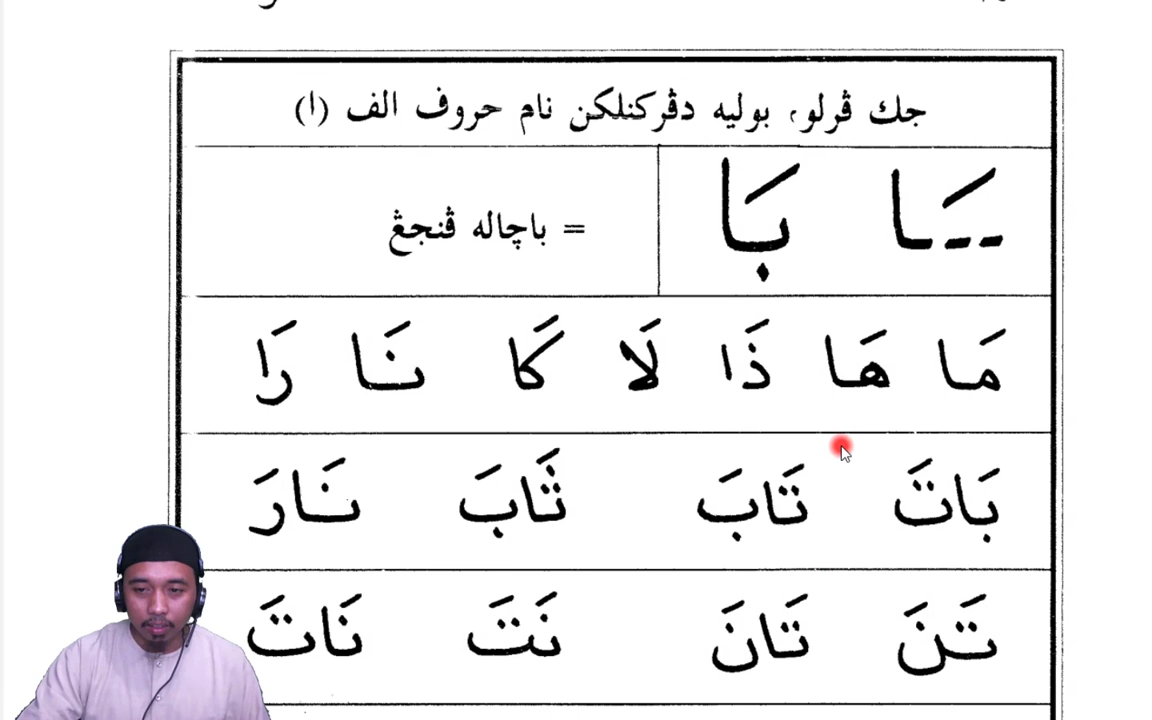 جك ڤرلو، بوليه دڤركنلكن نام حروف الف (ا)
ـَـا بَا = باچاله ڤنجڠ
مَا هَا ذَا لَا كَا نَا رَا
بَاتَ تَابَ ثَابَ نَارَ
تَنَ تَانَ نَتَ نَاتَ